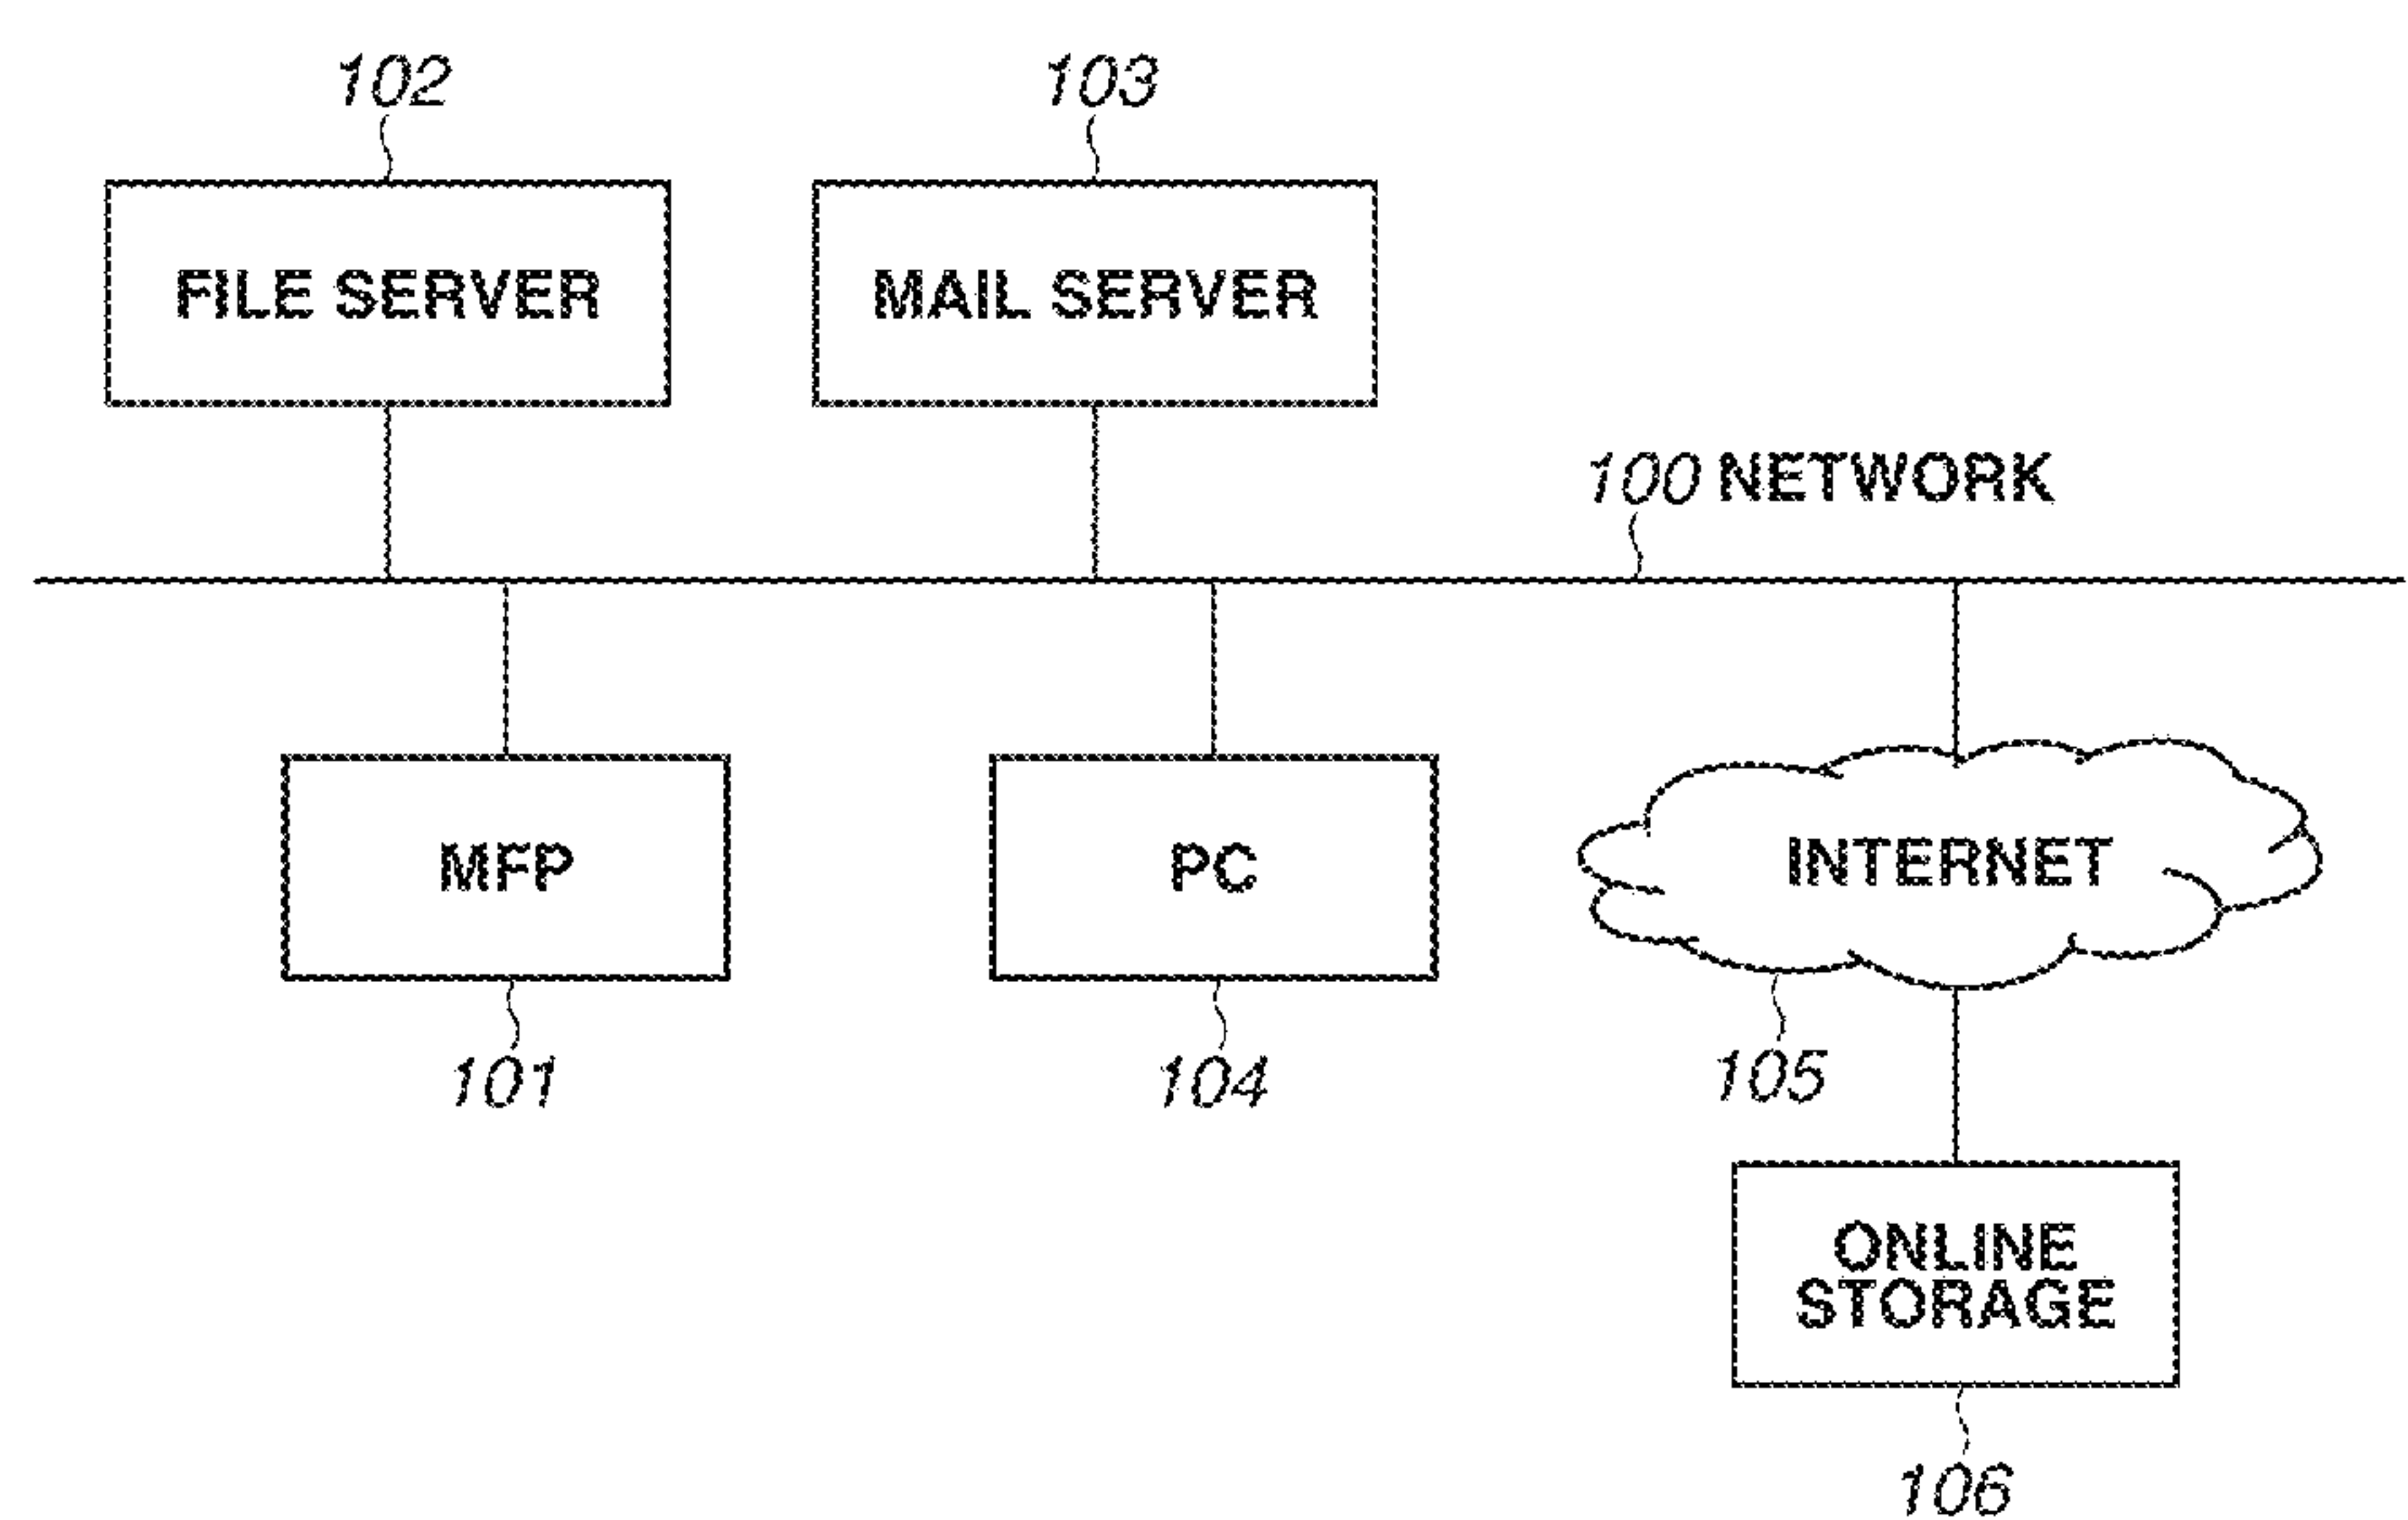 102
103
FILE SERVER
MAIL SERVER
100 NETWORK
MFP
PC
INTERNET
101
104
105
ONLINE
STORAGE
106